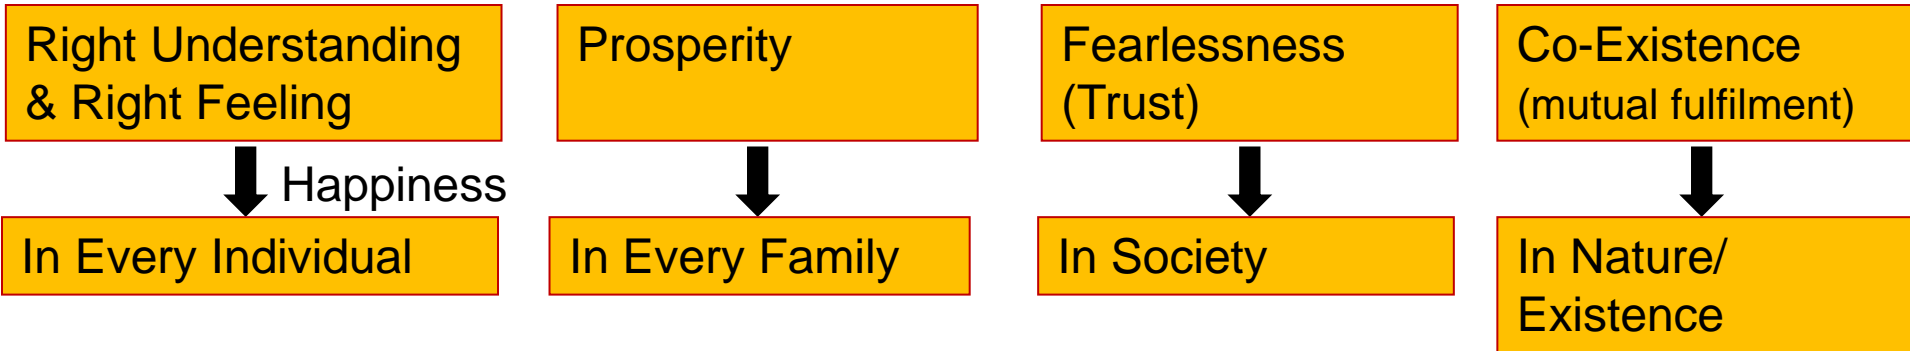 Right Understanding
& Right Feeling
Prosperity
Fearlessness
(Trust)
Co-Existence
(mutual fulfilment)
Happiness
In Every Individual
In Every Family
In Society
In Nature/
Existence